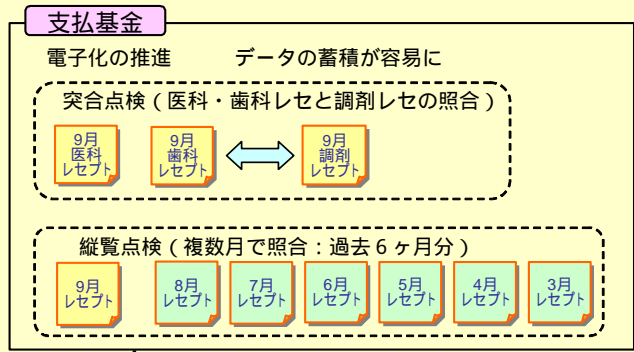 支払基金
電子化の推進　　データの蓄積が容易に
突合点検（医科・歯科レセと調剤レセの照合）
9月
医科
レセプト
9月
歯科
レセプト
9月
調剤
レセプト
縦覧点検（複数月で照合：過去６ヶ月分）
9月
レセプト
8月
レセプト
7月
レセプト
6月
レセプト
5月
レセプト
4月
レセプト
3月
レセプト